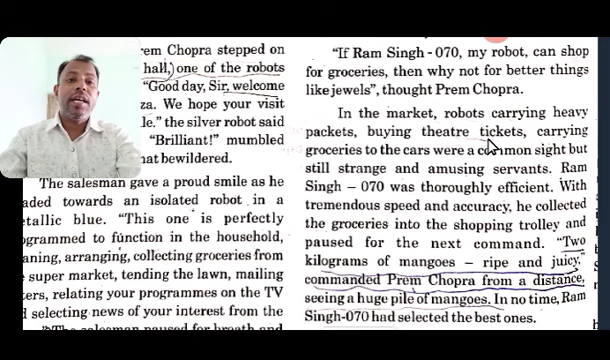 rem Chopra stepped on
hall,) one of the robots
"Good day, Sir, welcome
za. We hope your visit
le." the silver robot said
"Brilliant!" mumbled
hat bewildered.
The salesman gave a proud smile as he
aded towards an isolated robot in a
etallic blue. "This one is perfectly
ogrammed to function in the household,
aning, arranging, collecting groceries from
super market, tending the lawn, mailing
ters, relating your programmes on the TV
d selecting news of your interest from the
"If Ram Singh - 070, my robot, can shop
for groceries, then why not for better things
like jewels", thought Prem Chopra.
In the market, robots carrying heavy
packets, buying theatre tickets, carrying
groceries to the cars were a common sight but
still strange and amusing servants. Ram
Singh – 070 was thoroughly efficient. With
tremendous speed and accuracy, he collected
the groceries into the shopping trolley and
paused for the next command. "Two
kilograms of mangoes – ripe and juicy,"
commanded Prem Chopra from a distance,
seeing a huge pile of mangoes. In no time, Ram
Singh-070 had selected the best ones.